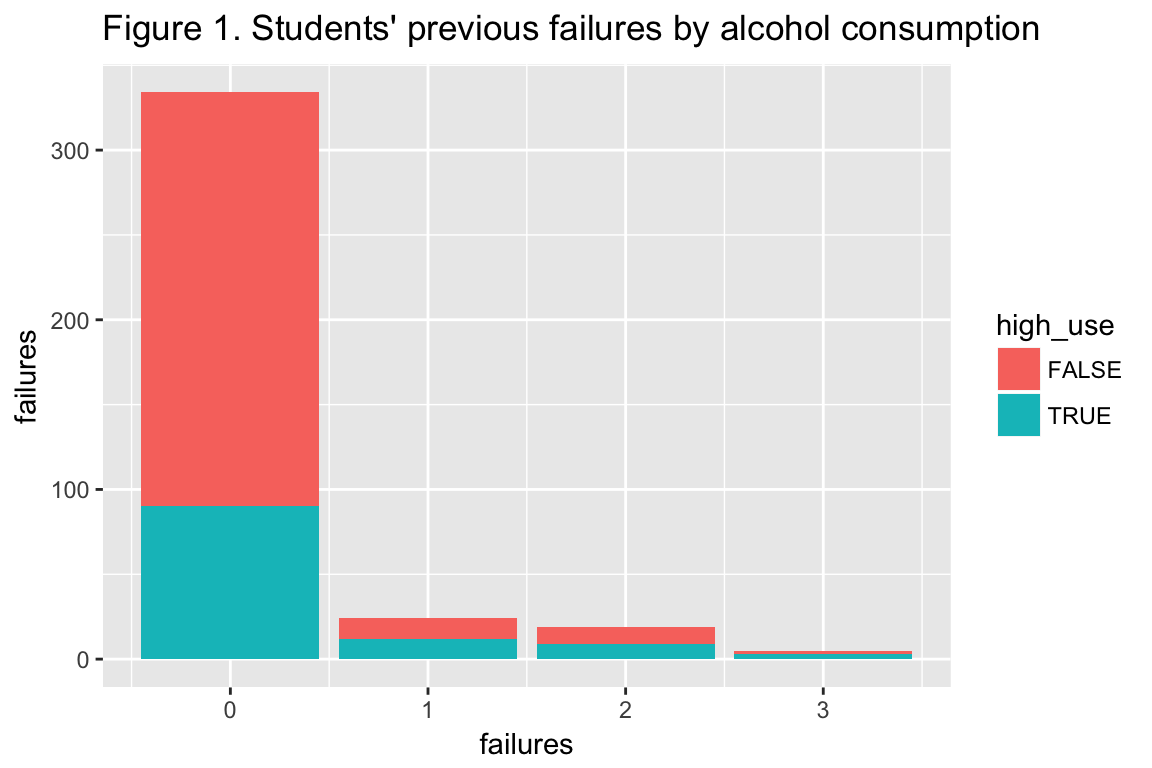 Figure 1. Students' previous failures by alcohol consumption
failures
300
200
100
0
0 1 2 3
failures
high_use
FALSE
TRUE